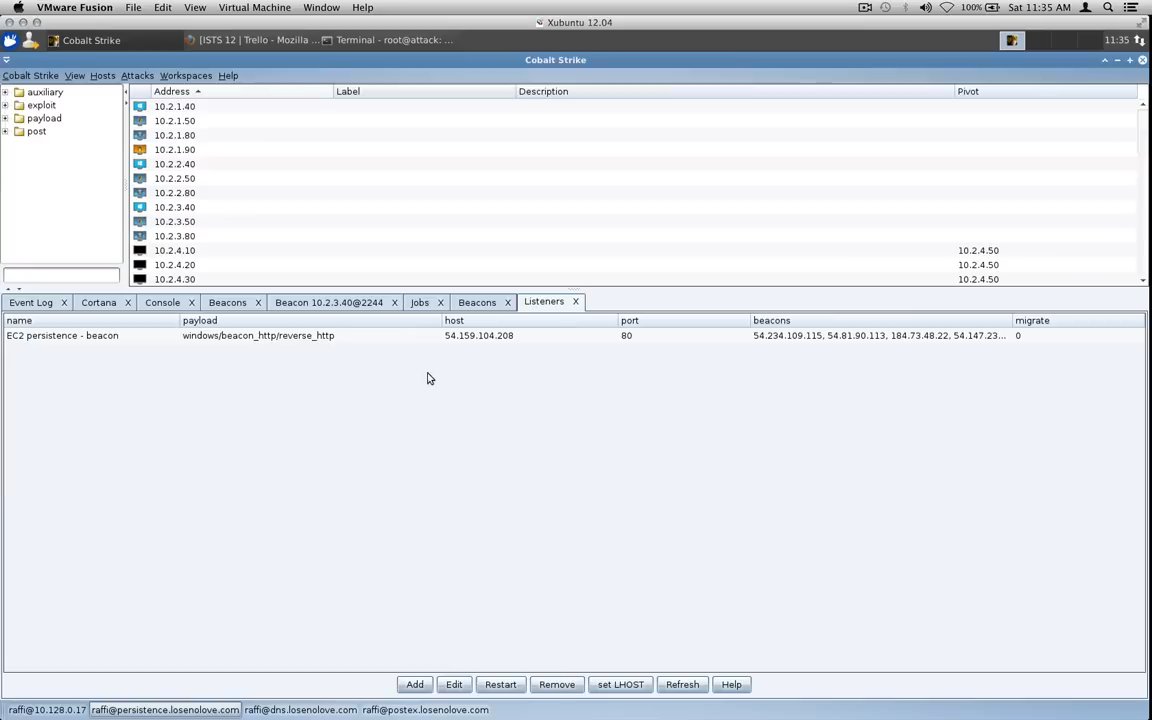 VMware Fusion File Edit View Virtual Machine Window Help 100% Sat 11:35 AM
Xubuntu 12.04
Cobalt Strike [ISTS 12 | Trello - Mozilla ... Terminal - root@attack: ... 11:35
Cobalt Strike
Cobalt Strike View Hosts Attacks Workspaces Help
auxiliary
exploit
payload
post
Address Label Description Pivot
10.2.1.40
10.2.1.50
10.2.1.80
10.2.1.90
10.2.2.40
10.2.2.50
10.2.2.80
10.2.3.40
10.2.3.50
10.2.3.80
10.2.4.10 10.2.4.50
10.2.4.20 10.2.4.50
10.2.4.30 10.2.4.50
Event Log X Cortana X Console X Beacons X Beacon 10.2.3.40@2244 X Jobs X Beacons X Listeners X
name payload host port beacons migrate
EC2 persistence - beacon windows/beacon_http/reverse_http 54.159.104.208 80 54.234.109.115, 54.81.90.113, 184.73.48.22, 54.147.23... 0
Add Edit Restart Remove set LHOST Refresh Help
raffi@10.128.0.17 raffi@persistence.losenolove.com raffi@dns.losenolove.com raffi@postex.losenolove.com